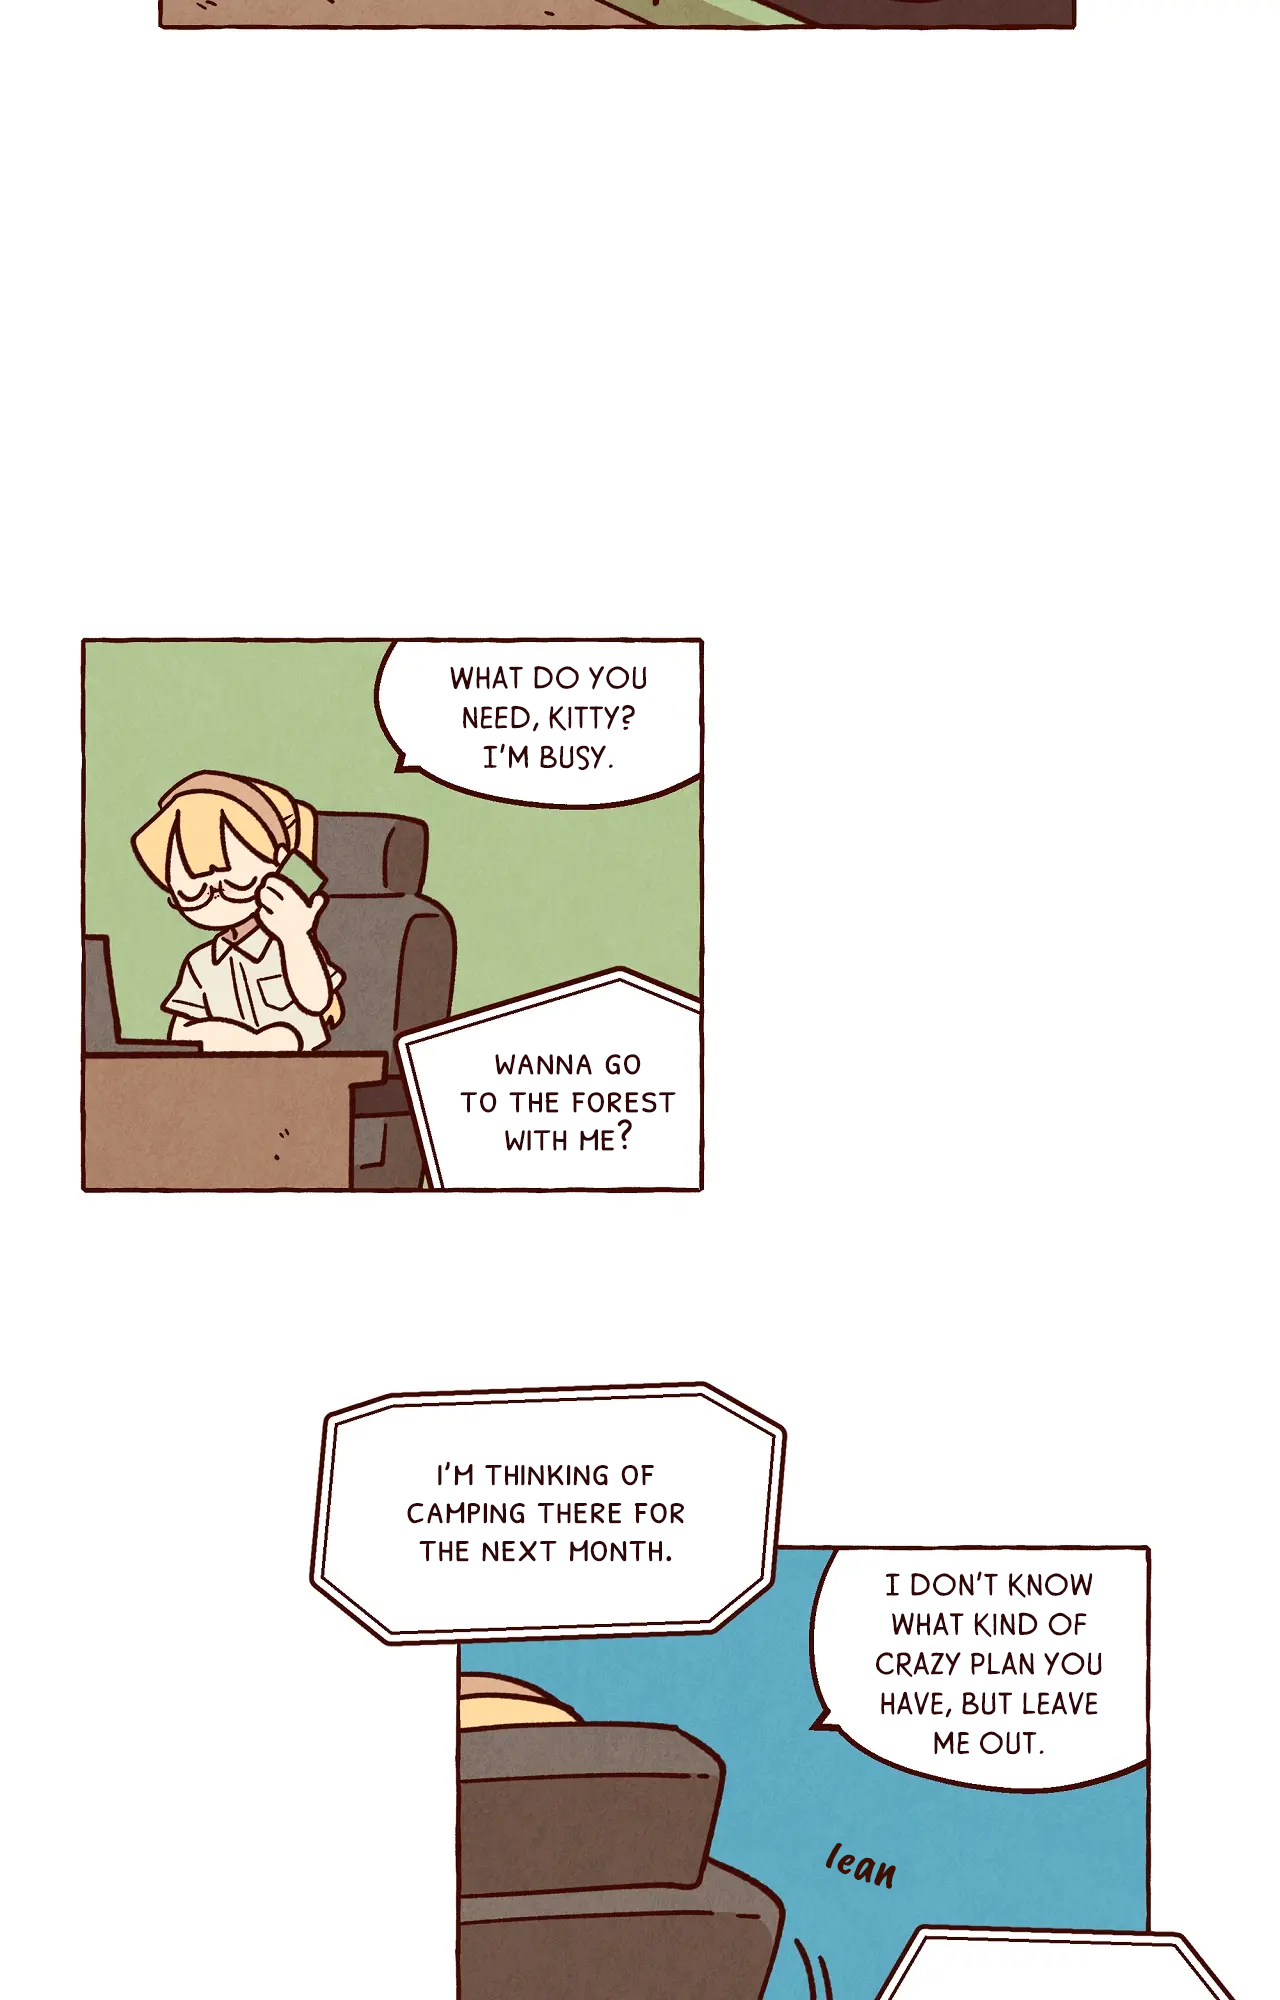 WHAT DO YOU
NEED, KITTY?
I'M BUSY.
WANNA GO
TO THE FOREST
WITH ME?
I'M THINKING OF
CAMPING THERE FOR
THE NEXT MONTH.
I DON'T KNOW
WHAT KIND OF
CRAZY PLAN YOU
HAVE, BUT LEAVE
ME OUT.
lean